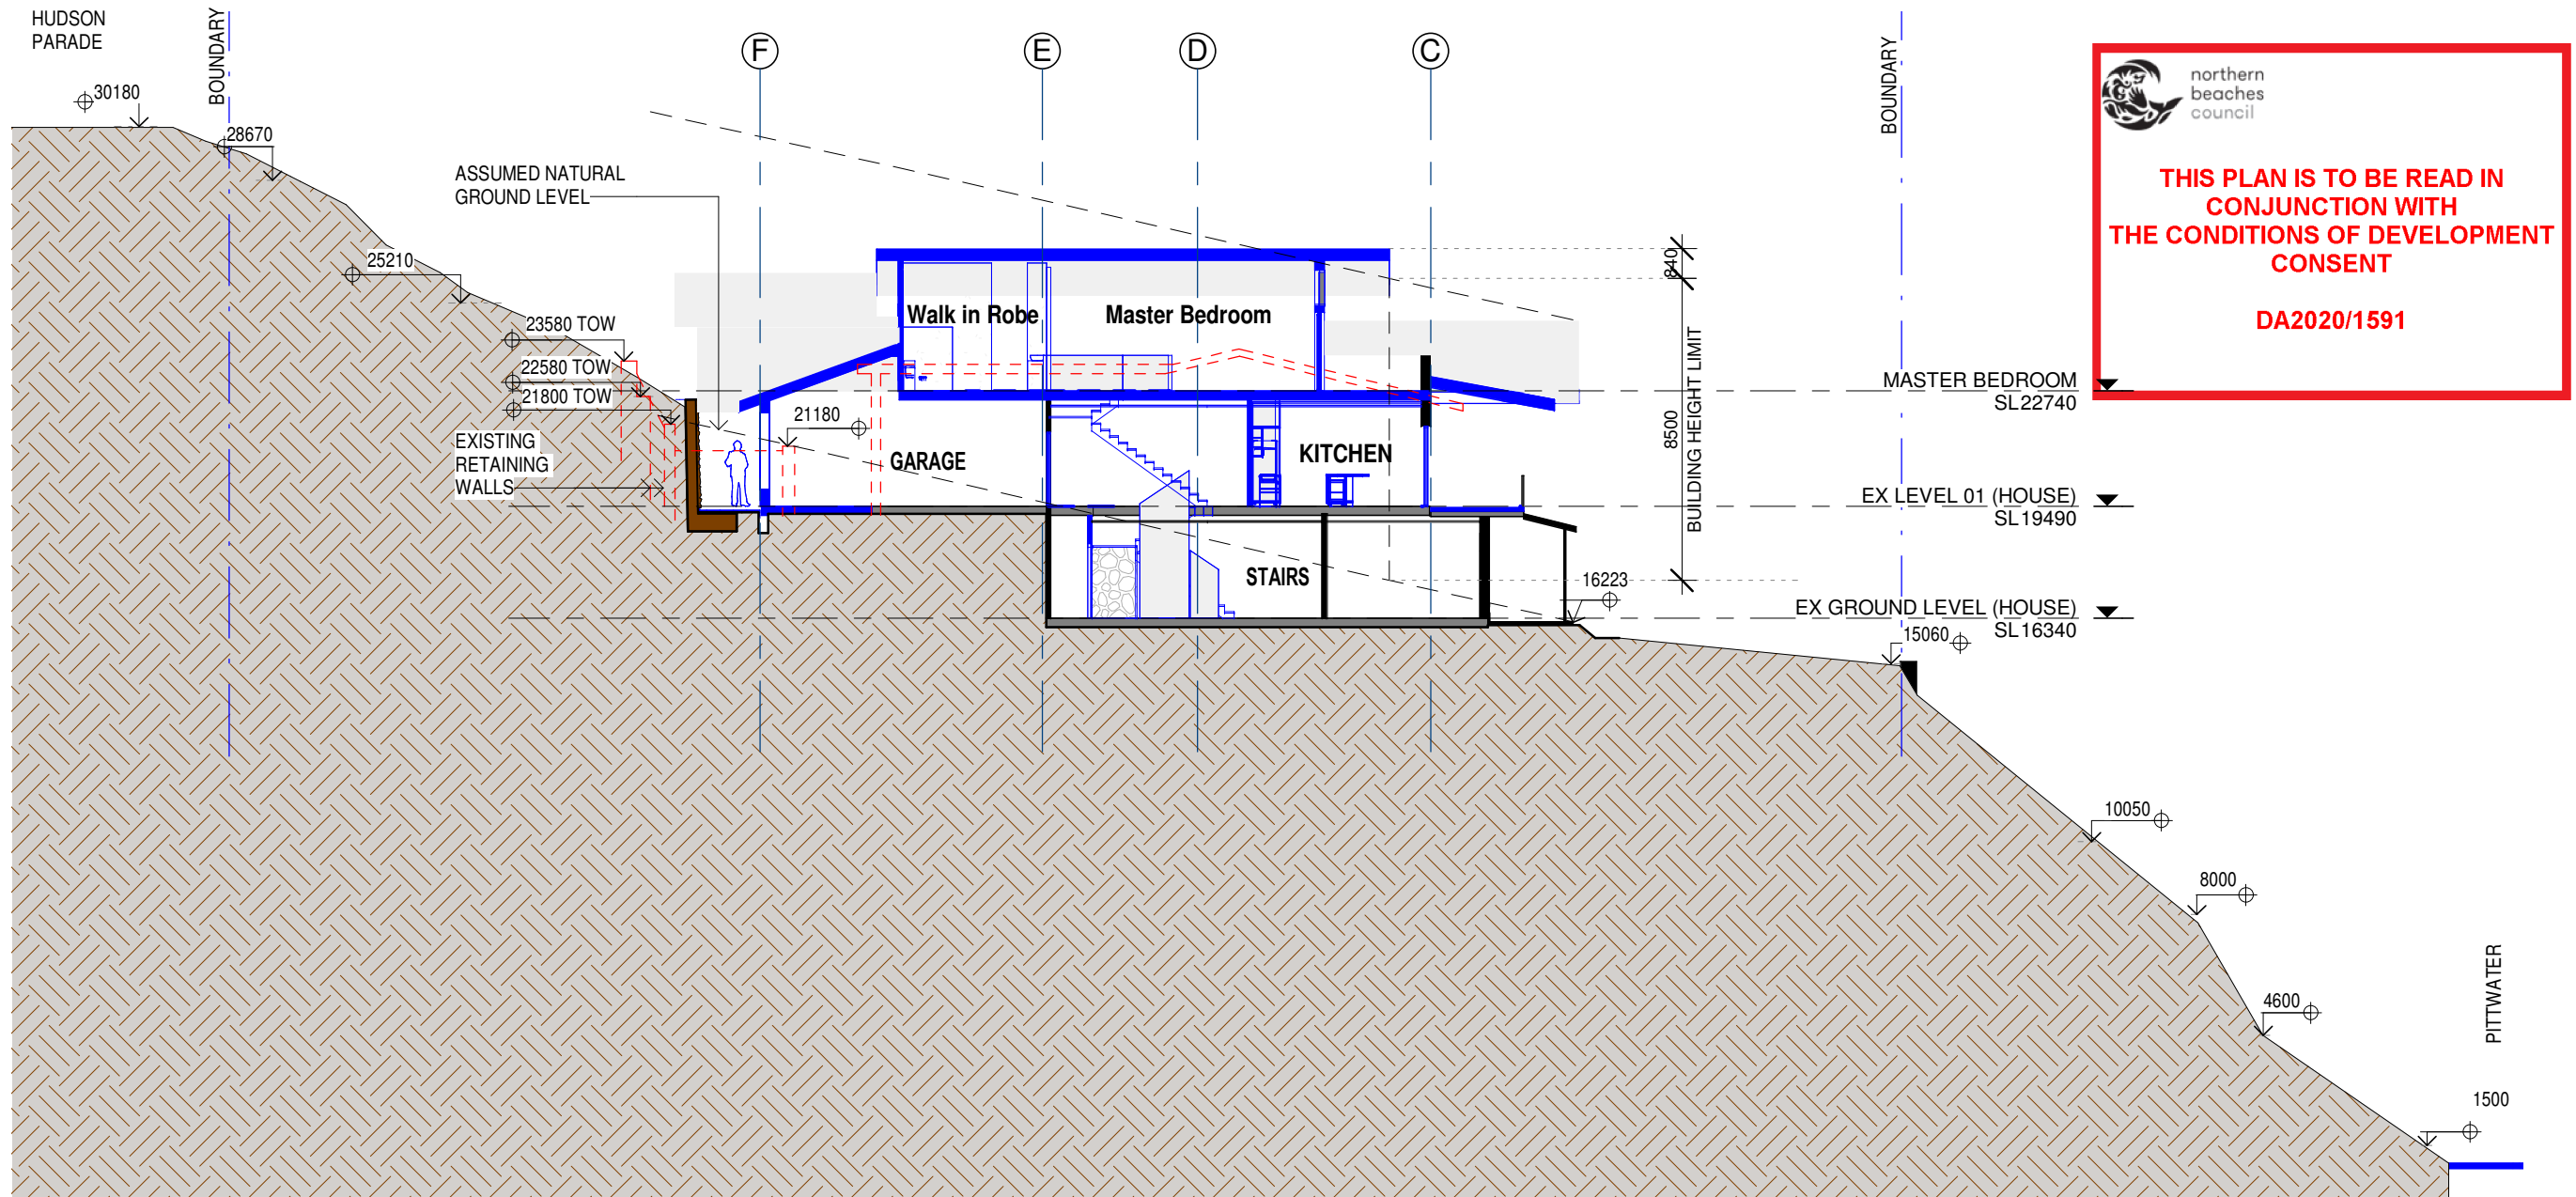 HUDSON
PARADE
BOUNDARY
F
E
D
C
BOUNDARY
northern
beaches
council
THIS PLAN IS TO BE READ IN
CONJUNCTION WITH
THE CONDITIONS OF DEVELOPMENT
CONSENT
DA2020/1591
30180
28670
ASSUMED NATURAL
GROUND LEVEL
25210
23580 TOW
22580 TOW
21800 TOW
EXISTING
RETAINING
WALLS
Walk in Robe
Master Bedroom
21180
GARAGE
KITCHEN
STAIRS
840
8500
BUILDING HEIGHT LIMIT
MASTER BEDROOM
SL22740
EX LEVEL 01 (HOUSE)
SL19490
16223
EX GROUND LEVEL (HOUSE)
SL16340
15060
10050
8000
4600
PITTWATER
1500